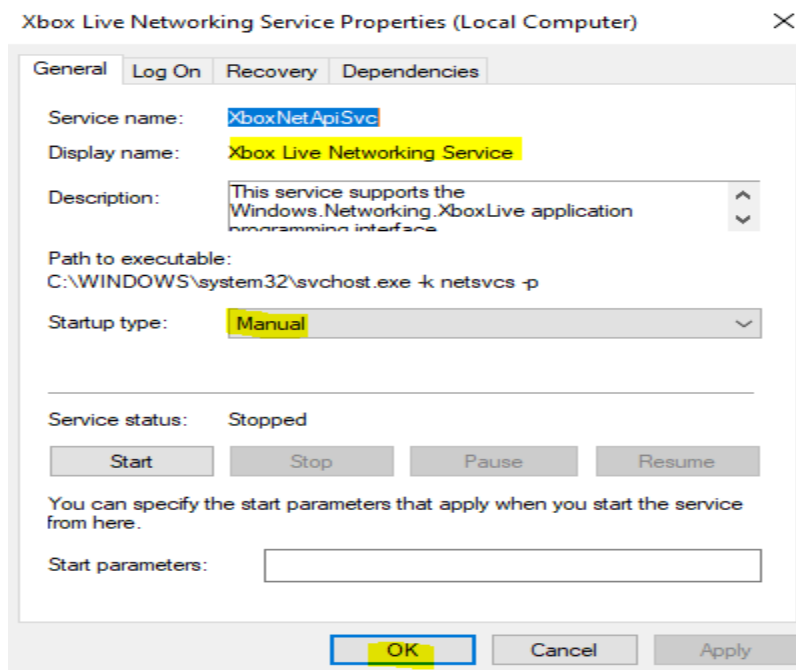 Xbox Live Networking Service Properties (Local Computer)
General Log On Recovery Dependencies
Service name: XboxNetApiSvc
Display name: Xbox Live Networking Service
Description: This service supports the
Windows.Networking.XboxLive application
programming interface
Path to executable:
C:\WINDOWS\system32\svchost.exe -k netsvcs -p
Startup type: Manual
Service status: Stopped
Start Stop Pause Resume
You can specify the start parameters that apply when you start the service
from here.
Start parameters:
OK Cancel Apply